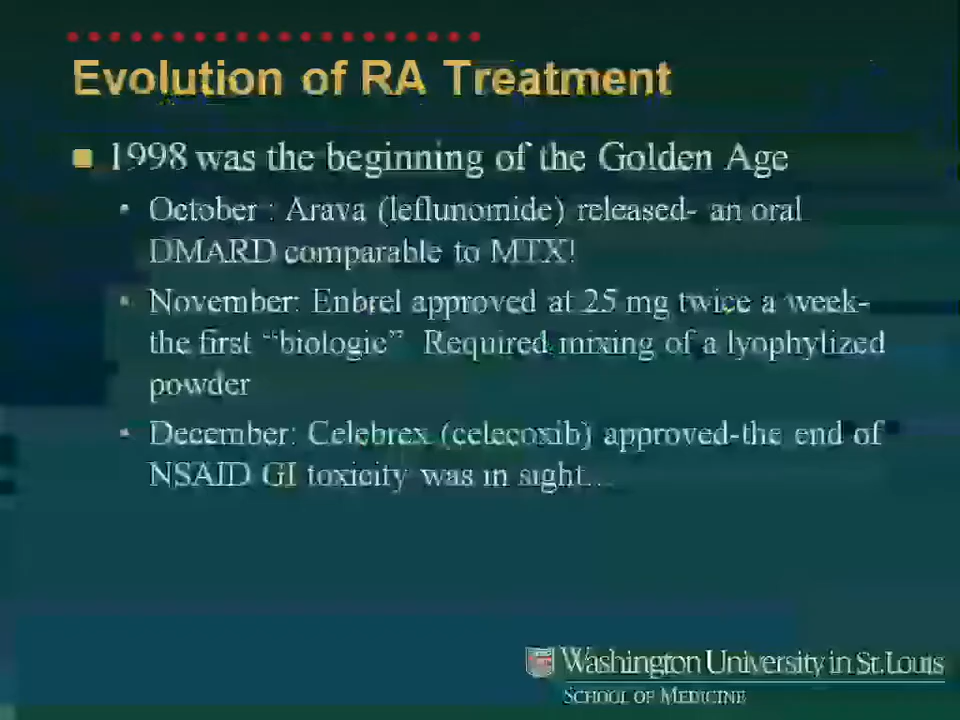 Evolution of RA Treatment
1998 was the beginning of the Golden Age
• October : Arava (leflunomide) released- an oral
DMARD comparable to MTX!
• November: Enbrel approved at 25 mg twice a week-
the first “biologic” Required mixing of a lyophylized
powder
• December: Celebrex (celecoxib) approved-the end of
NSAID GI toxicity was in sight...
Washington University in St. Louis
SCHOOL OF MEDICINE